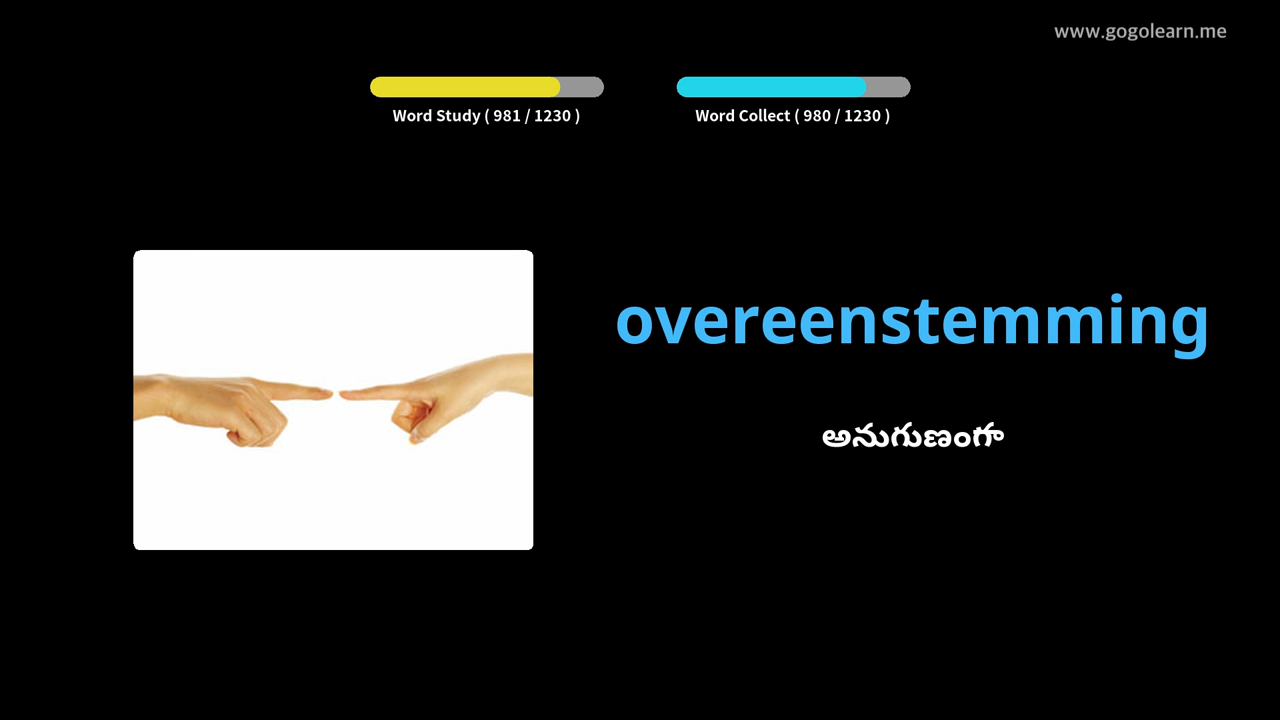 www.gogolearn.me
Word Study ( 981 / 1230 )
Word Collect ( 980 / 1230 )
overeenstemming
అనుగుణంగా